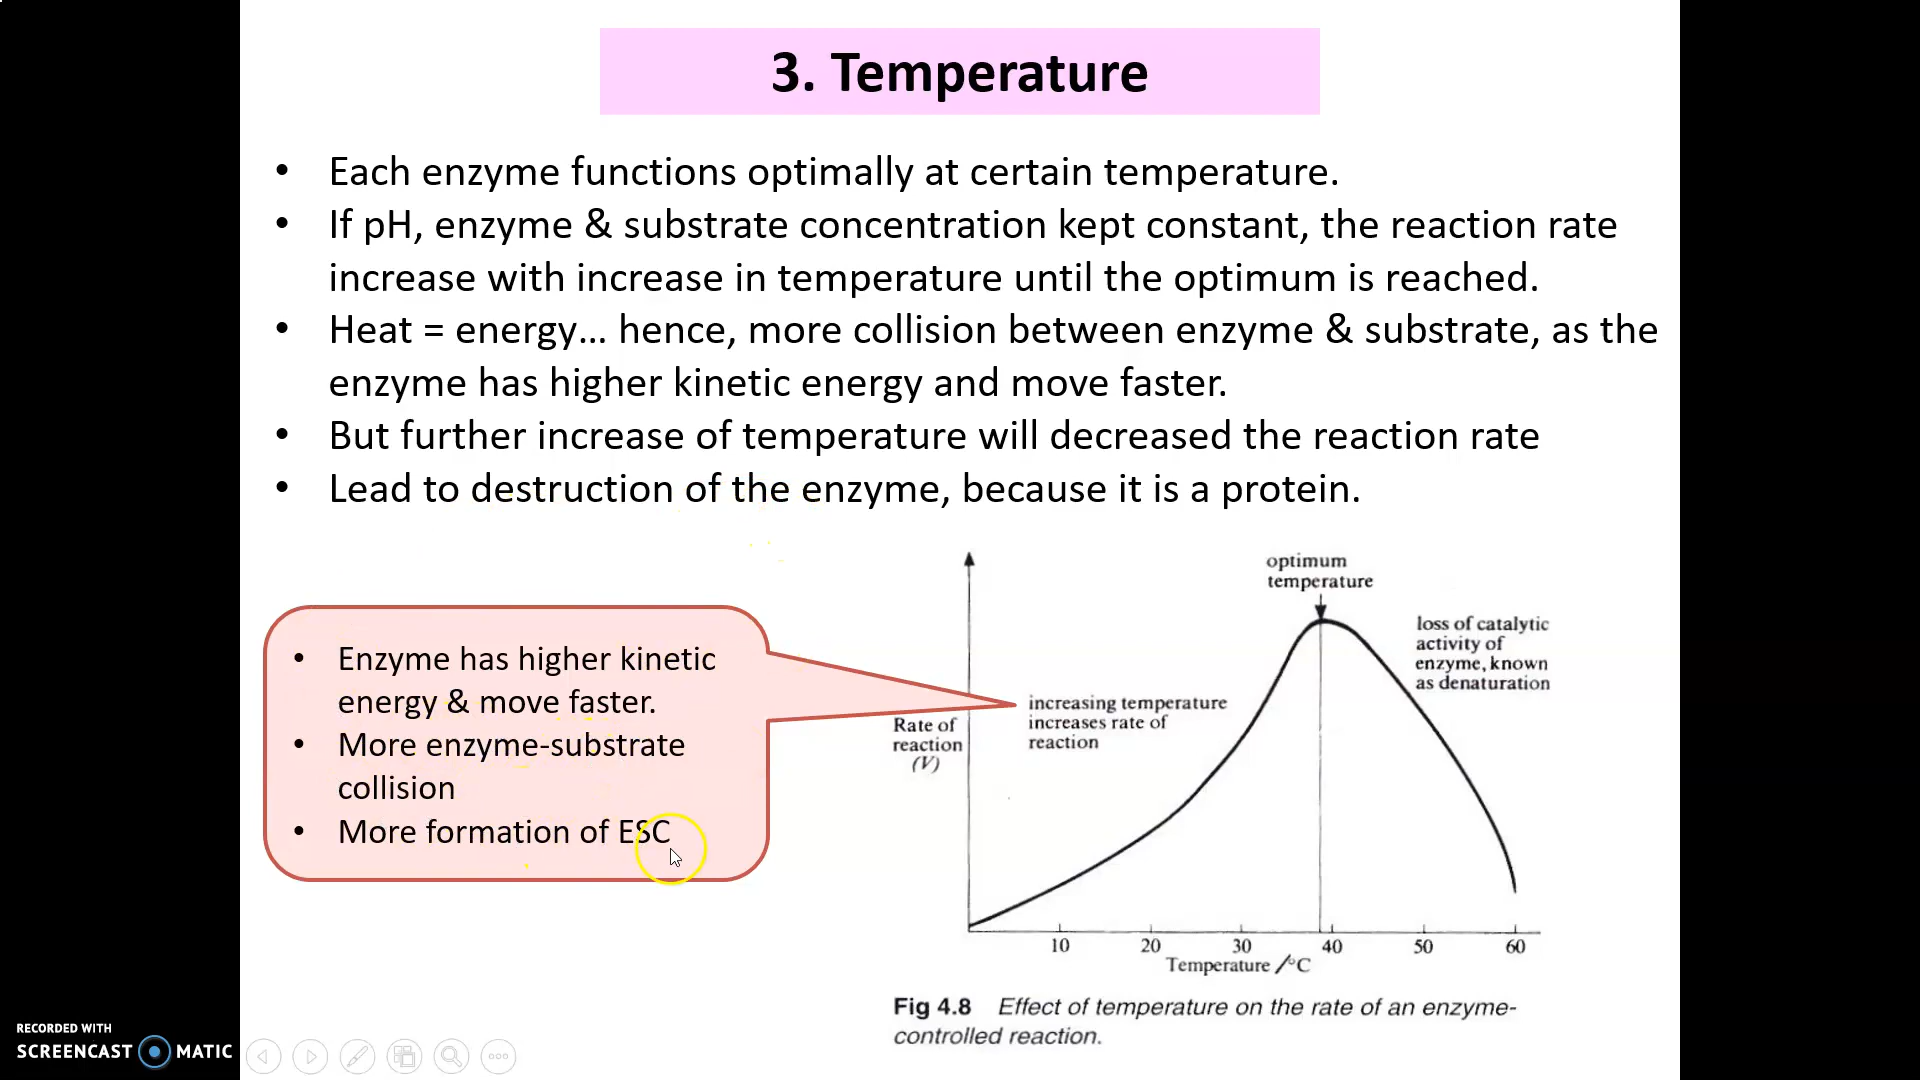 3. Temperature
• Each enzyme functions optimally at certain temperature.
• If pH, enzyme & substrate concentration kept constant, the reaction rate
increase with increase in temperature until the optimum is reached.
• Heat = energy... hence, more collision between enzyme & substrate, as the
enzyme has higher kinetic energy and move faster.
• But further increase of temperature will decreased the reaction rate
• Lead to destruction of the enzyme, because it is a protein.
• Enzyme has higher kinetic
energy & move faster.
• More enzyme-substrate
collision
• More formation of ESC
optimum
temperature
loss of catalytic
activity of
enzyme, known
as denaturation
increasing temperature
increases rate of
reaction
Rate of
reaction
(V)
10 20 30 40 50 60
Temperature /°C
Fig 4.8 Effect of temperature on the rate of an enzyme-
controlled reaction.
RECORDED WITH
SCREENCAST MATIC